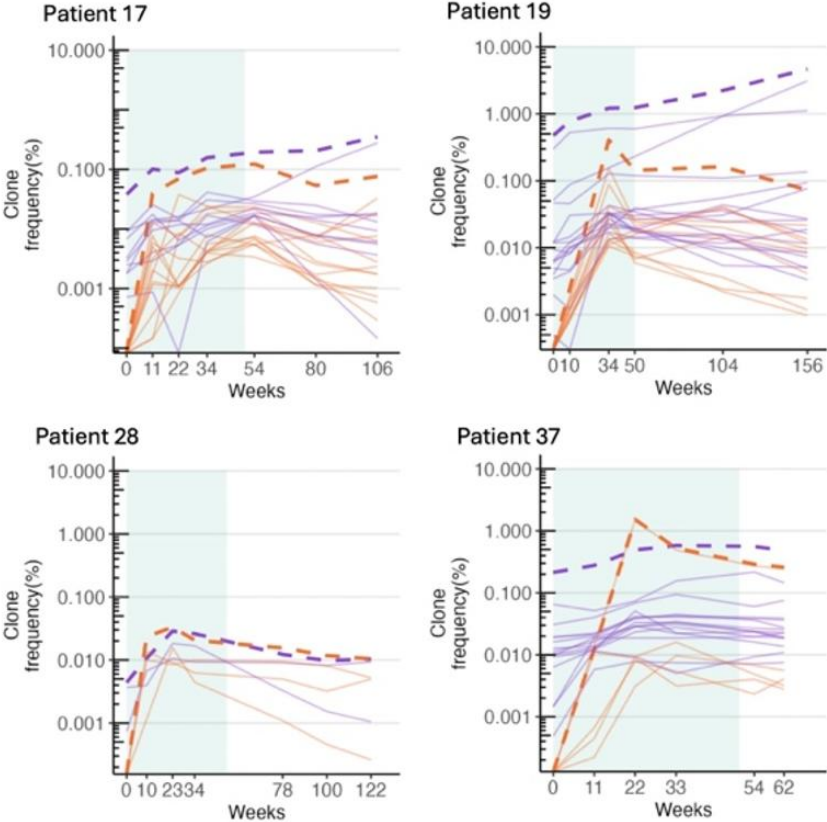 Patient 17
10.000
0.100
0.001
Clone
frequency(%)
0 11 22 34 54 80 106
Weeks
Patient 19
10.000
1.000
0.100
0.010
0.001
Clone
frequency(%)
010 34 50 104 156
Weeks
Patient 28
10.000
1.000
0.100
0.010
0.001
Clone
frequency(%)
0 10 2334 78 100 122
Weeks
Patient 37
10.000
1.000
0.100
0.010
0.001
Clone
frequency(%)
0 11 22 33 54 62
Weeks